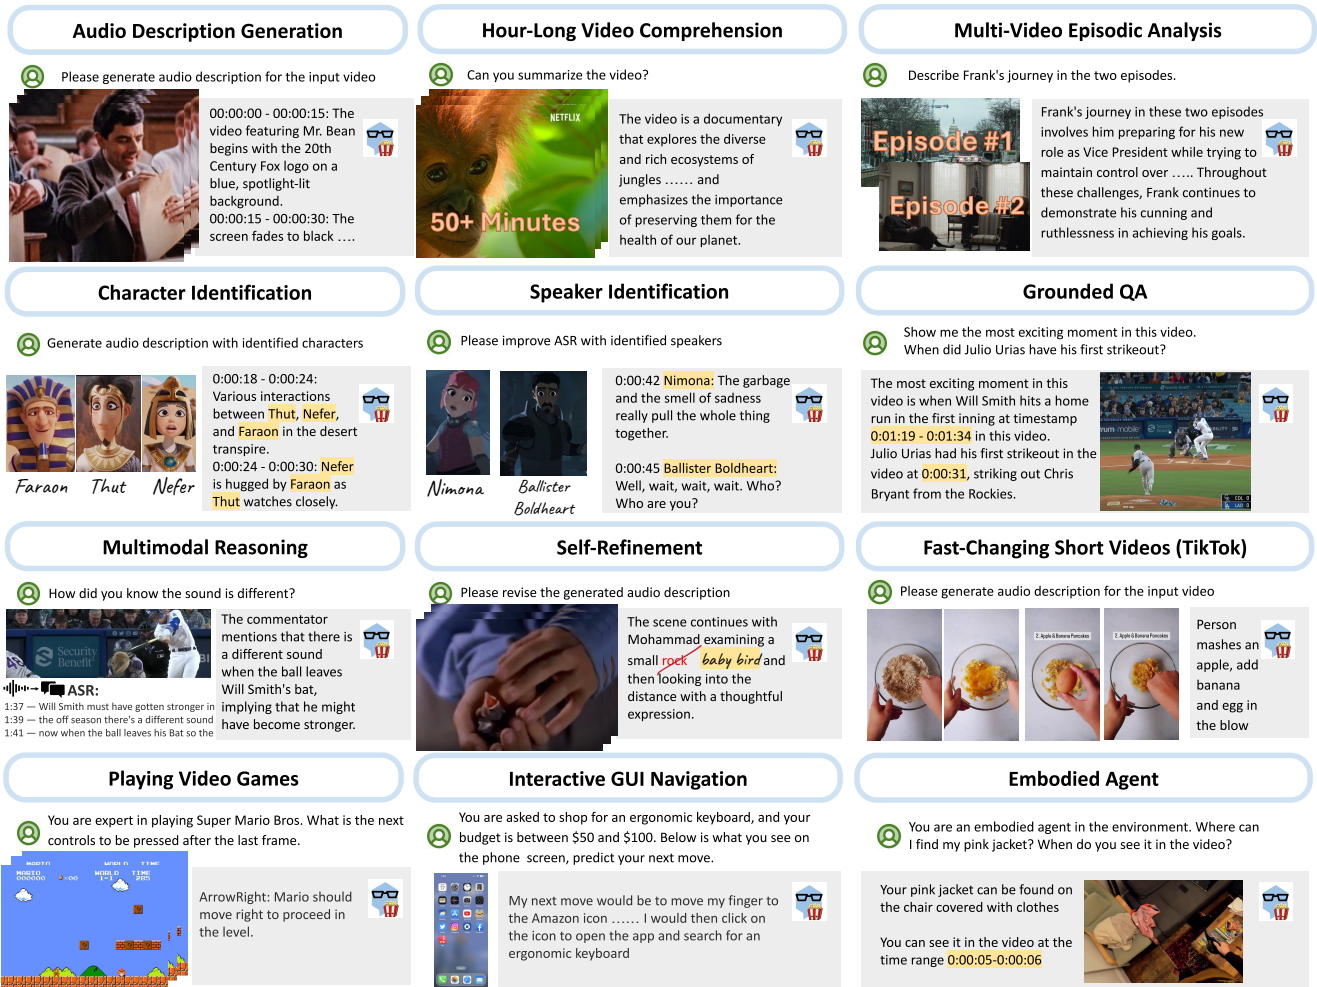 Audio Description Generation
Please generate audio description for the input video
00:00:00 - 00:00:15: The
video featuring Mr. Bean
begins with the 20th
Century Fox logo on a
blue, spotlight-lit
background.
00:00:15 - 00:00:30: The
screen fades to black ….
Hour-Long Video Comprehension
Can you summarize the video?
NETFLIX
50+ Minutes
The video is a documentary
that explores the diverse
and rich ecosystems of
jungles …… and
emphasizes the importance
of preserving them for the
health of our planet.
Multi-Video Episodic Analysis
Describe Frank's journey in the two episodes.
Episode #1
Episode #2
Frank's journey in these two episodes
involves him preparing for his new
role as Vice President while trying to
maintain control over ….. Throughout
these challenges, Frank continues to
demonstrate his cunning and
ruthlessness in achieving his goals.
Character Identification
Generate audio description with identified characters
Faraon Thut Nefer
0:00:18 - 0:00:24:
Various interactions
between Thut, Nefer,
and Faraon in the desert
transpire.
0:00:24 - 0:00:30: Nefer
is hugged by Faraon as
Thut watches closely.
Speaker Identification
Please improve ASR with identified speakers
Nimona
Ballister
Boldheart
0:00:42 Nimona: The garbage
and the smell of sadness
really pull the whole thing
together.
0:00:45 Ballister Boldheart:
Well, wait, wait, wait. Who?
Who are you?
Grounded QA
Show me the most exciting moment in this video.
When did Julio Urias have his first strikeout?
The most exciting moment in this
video is when Will Smith hits a home
run in the first inning at timestamp
0:01:19 - 0:01:34 in this video.
Julio Urias had his first strikeout in the
video at 0:00:31, striking out Chris
Bryant from the Rockies.
COL 0
LAD 0
Multimodal Reasoning
How did you know the sound is different?
Security
Benefit
ASR:
1:37 — Will Smith must have gotten stronger in
1:39 — the off season there's a different sound
1:41 — now when the ball leaves his Bat so the
The commentator
mentions that there is
a different sound
when the ball leaves
Will Smith's bat,
implying that he might
have become stronger.
Self-Refinement
Please revise the generated audio description
The scene continues with
Mohammad examining a
small rock baby bird and
then looking into the
distance with a thoughtful
expression.
Fast-Changing Short Videos (TikTok)
Please generate audio description for the input video
2. Apple & Banana Pancakes
2. Apple & Banana Pancakes
Person
mashes an
apple, add
banana
and egg in
the blow
Playing Video Games
You are expert in playing Super Mario Bros. What is the next
controls to be pressed after the last frame.
MARIO WORLD TIME
MARIO WORLD TIME
000000 ×00 1-1 285
ArrowRight: Mario should
move right to proceed in
the level.
Interactive GUI Navigation
You are asked to shop for an ergonomic keyboard, and your
budget is between $50 and $100. Below is what you see on
the phone screen, predict your next move.
My next move would be to move my finger to
the Amazon icon …… I would then click on
the icon to open the app and search for an
ergonomic keyboard
Embodied Agent
You are an embodied agent in the environment. Where can
I find my pink jacket? When do you see it in the video?
Your pink jacket can be found on
the chair covered with clothes
You can see it in the video at the
time range 0:00:05-0:00:06